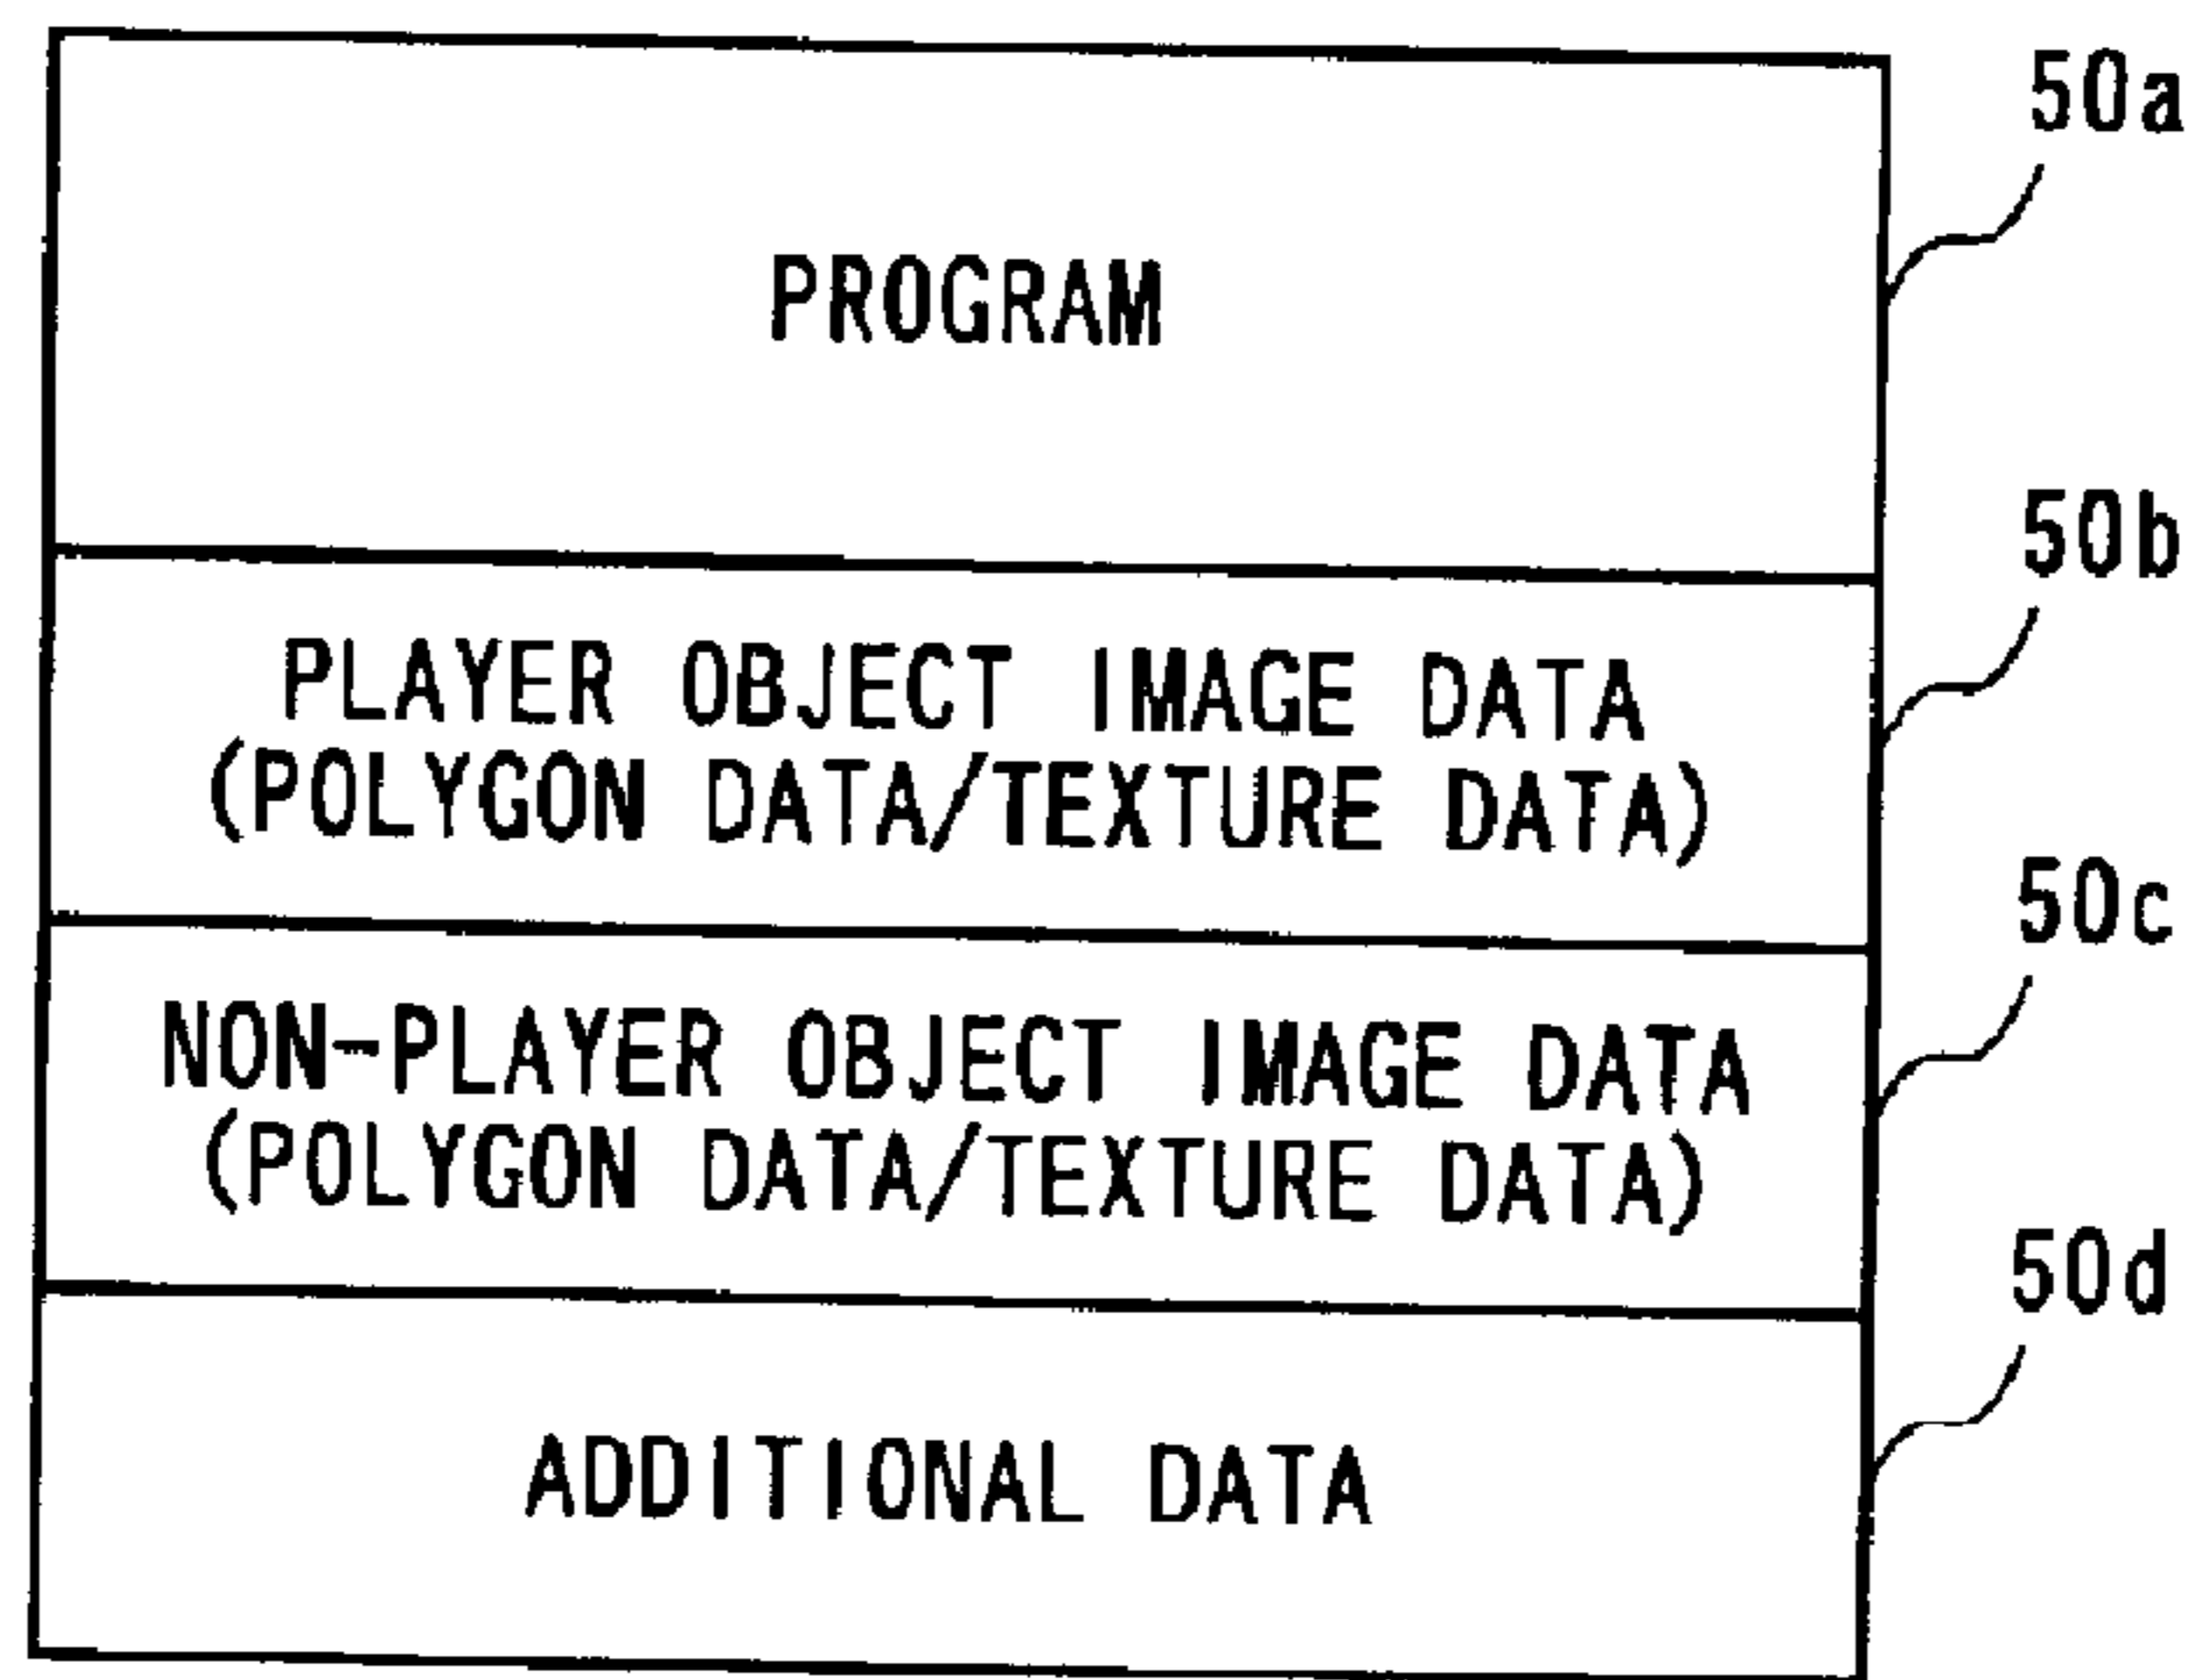 50a
PROGRAM
50b
PLAYER OBJECT IMAGE DATA
(POLYGON DATA/TEXTURE DATA)
50c
NON-PLAYER OBJECT IMAGE DATA
(POLYGON DATA/TEXTURE DATA)
50d
ADDITIONAL DATA